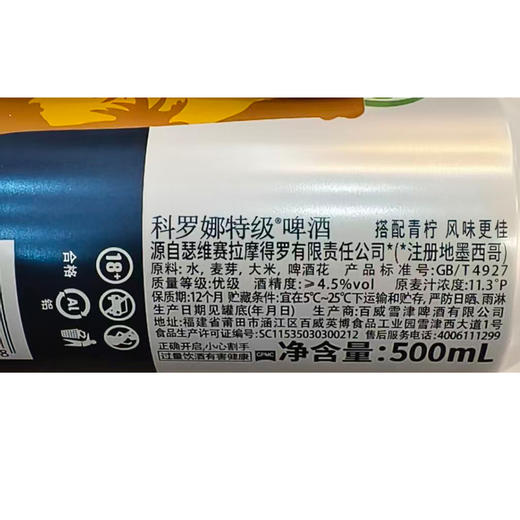 科罗娜特级®啤酒 搭配青柠 风味更佳
源自瑟维赛拉摩得罗有限责任公司*(*注册地墨西哥)
原料: 水, 麦芽, 大米, 啤酒花 产品标准号: GB/T4927
质量等级: 优级 酒精度: ≥4.5%vol 原麦汁浓度: 11.3°P
保质期: 12个月 贮藏条件: 宜在5℃~25℃下运输和贮存, 严防日晒、雨淋
生产日期见罐底(年月日) 生产商: 百威雪津啤酒有限公司
地址: 福建省莆田市涵江区百威英博食品工业园雪津西大道1号
食品生产许可证编号: SC11535030300212 售后服务电话: 4006111299
正确开启, 小心割手
过量饮酒有害健康 CPMC 净含量: 500mL
18+
合格
Al
铝
8